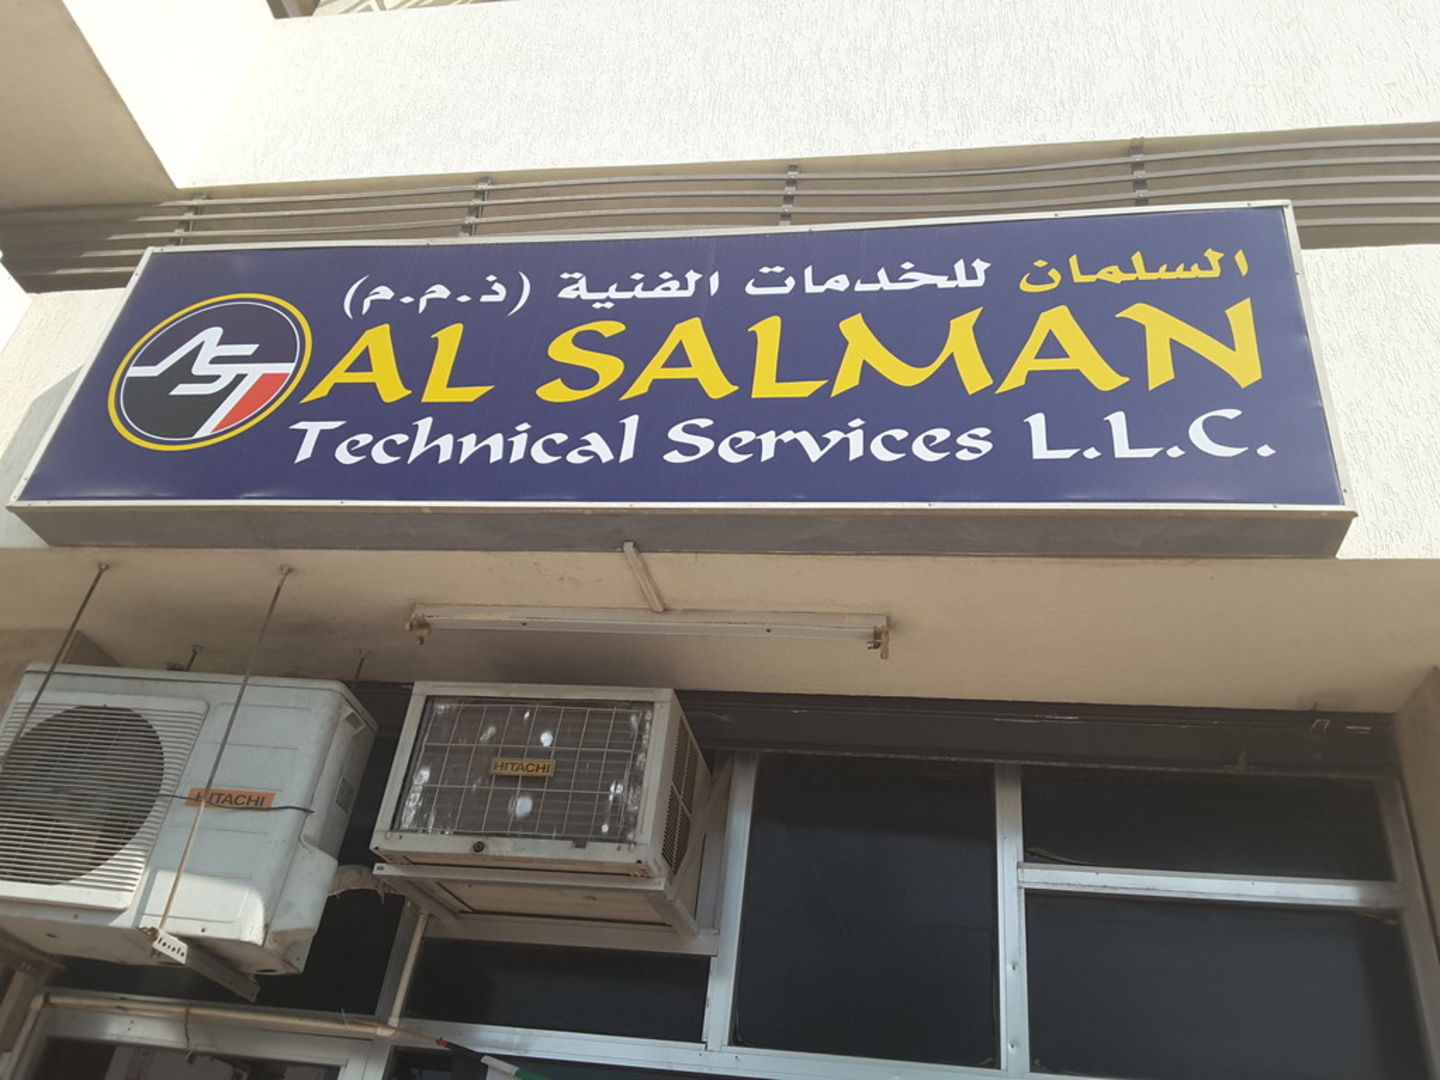 السلمان للخدمات الفنية (ذ.م.م)
AST
AL SALMAN
Technical Services L.L.C.
HITACHI
HITACHI